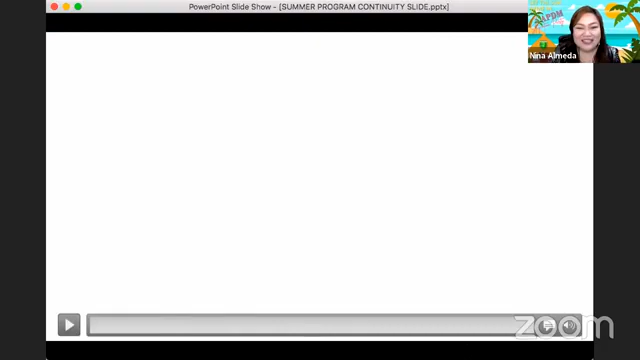 PowerPoint Slide Show - [SUMMER PROGRAM CONTINUITY SLIDE.pptx]
Nina Almeda
zoom